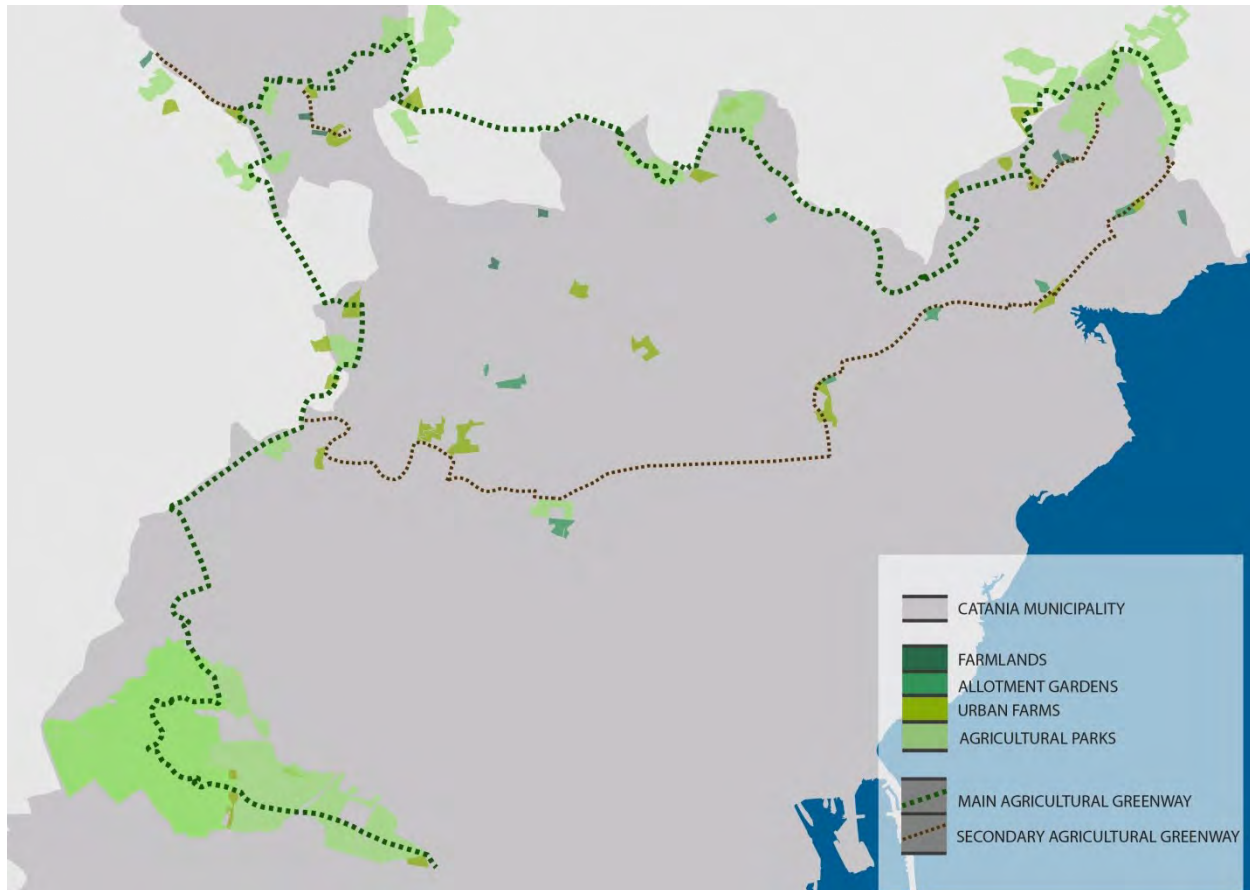 CATANIA MUNICIPALITY
FARMLANDS
ALLOTMENT GARDENS
URBAN FARMS
AGRICULTURAL PARKS
MAIN AGRICULTURAL GREENWAY
SECONDARY AGRICULTURAL GREENWAY